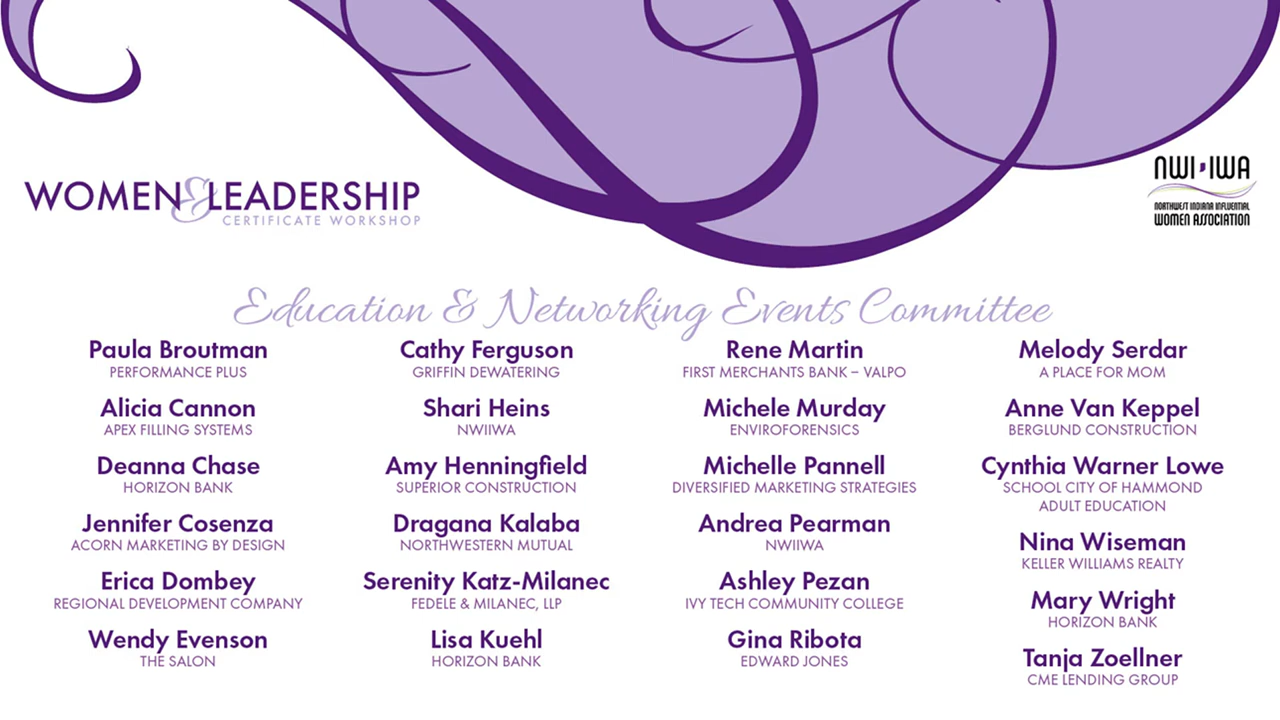 WOMEN & LEADERSHIP
CERTIFICATE WORKSHOP
NWI IWA
NORTHWEST INDIANA INFLUENTIAL
WOMEN ASSOCIATION
Education & Networking Events Committee
Paula Broutman
PERFORMANCE PLUS
Alicia Cannon
APEX FILLING SYSTEMS
Deanna Chase
HORIZON BANK
Jennifer Cosenza
ACORN MARKETING BY DESIGN
Erica Dombey
REGIONAL DEVELOPMENT COMPANY
Wendy Evenson
THE SALON
Cathy Ferguson
GRIFFIN DEWATERING
Shari Heins
NWIIWA
Amy Henningfield
SUPERIOR CONSTRUCTION
Dragana Kalaba
NORTHWESTERN MUTUAL
Serenity Katz-Milanec
FEDELE & MILANEC, LLP
Lisa Kuehl
HORIZON BANK
Rene Martin
FIRST MERCHANTS BANK – VALPO
Michele Murday
ENVIROFORENSICS
Michelle Pannell
DIVERSIFIED MARKETING STRATEGIES
Andrea Pearman
NWIIWA
Ashley Pezan
IVY TECH COMMUNITY COLLEGE
Gina Ribota
EDWARD JONES
Melody Serdar
A PLACE FOR MOM
Anne Van Keppel
BERGLUND CONSTRUCTION
Cynthia Warner Lowe
SCHOOL CITY OF HAMMOND
ADULT EDUCATION
Nina Wiseman
KELLER WILLIAMS REALTY
Mary Wright
HORIZON BANK
Tanja Zoellner
CME LENDING GROUP